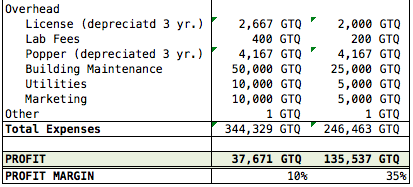 Overhead
License (depreciatd 3 yr.) 2,667 GTQ 2,000 GTQ
Lab Fees 400 GTQ 200 GTQ
Popper (depreciated 3 yr.) 4,167 GTQ 4,167 GTQ
Building Maintenance 50,000 GTQ 25,000 GTQ
Utilities 10,000 GTQ 5,000 GTQ
Marketing 10,000 GTQ 5,000 GTQ
Other 1 GTQ 1 GTQ
Total Expenses 344,329 GTQ 246,463 GTQ
PROFIT 37,671 GTQ 135,537 GTQ
PROFIT MARGIN 10% 35%